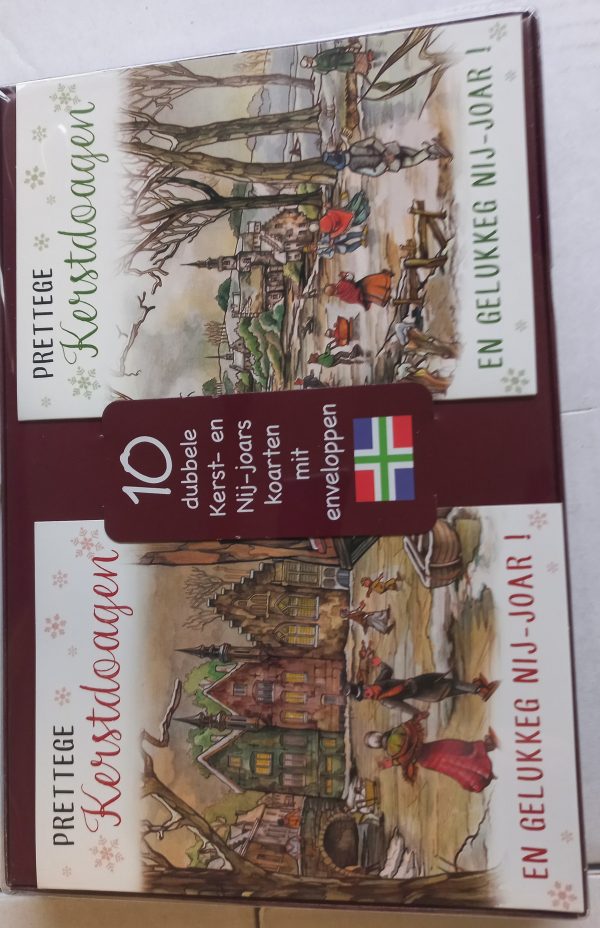 PRETTEGE
Kerstdoagen
EN GELUKKEG NIJ-JOAR !
10
dubbele
Kerst- en
Nij-joars
koarten
mit
enveloppen
PRETTEGE
Kerstdoagen
EN GELUKKEG NIJ-JOAR !